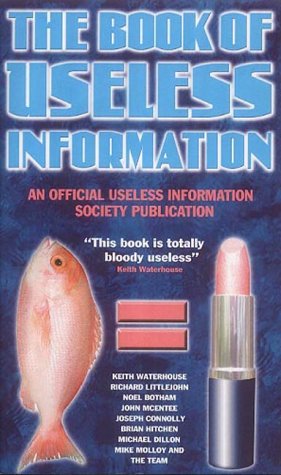 THE BOOK OF
USELESS
INFORMATION
AN OFFICIAL USELESS INFORMATION
SOCIETY PUBLICATION
“This book is totally
bloody useless”
Keith Waterhouse
=
KEITH WATERHOUSE
RICHARD LITTLEJOHN
NOEL BOTHAM
JOHN MCENTEE
JOSEPH CONNOLLY
BRIAN HITCHEN
MICHAEL DILLON
MIKE MOLLOY AND
THE TEAM